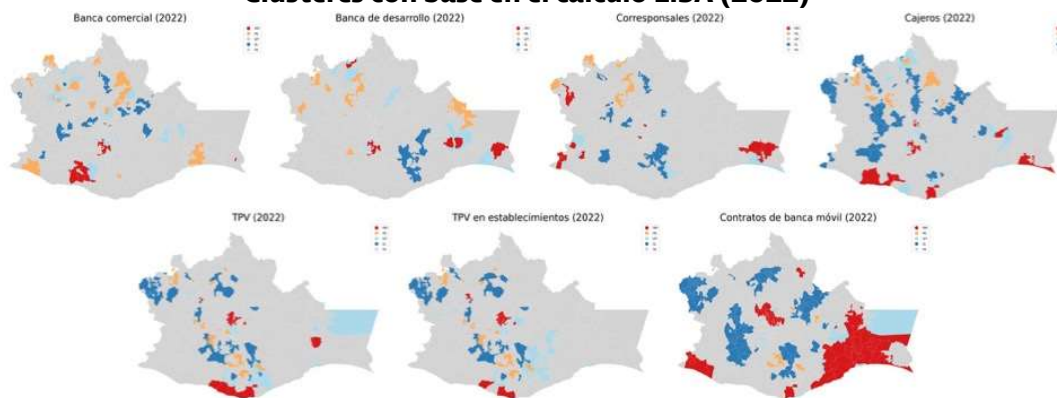 Clústeres con base en el cálculo LISA (2022)
Banca comercial (2022)
Banca de desarrollo (2022)
Corresponsales (2022)
Cajeros (2022)
TPV (2022)
TPV en establecimientos (2022)
Contratos de banca móvil (2022)